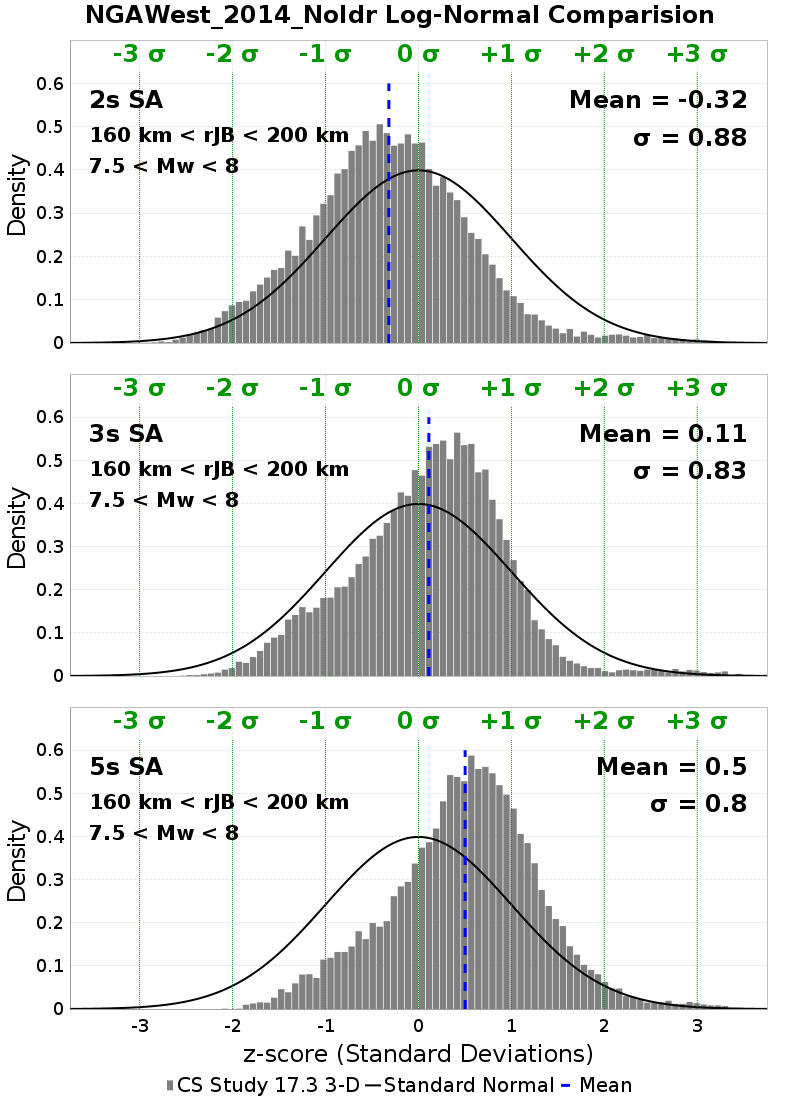 NGAWest_2014_NoIdr Log-Normal Comparision
-3 σ -2 σ -1 σ 0 σ +1 σ +2 σ +3 σ
0.6
2s SA Mean = -0.32
0.5
160 km < rJB < 200 km σ = 0.88
7.5 < Mw < 8
0.4
Density
0.3
0.2
0.1
0
-3 σ -2 σ -1 σ 0 σ +1 σ +2 σ +3 σ
0.6
3s SA Mean = 0.11
0.5
160 km < rJB < 200 km σ = 0.83
7.5 < Mw < 8
0.4
Density
0.3
0.2
0.1
0
-3 σ -2 σ -1 σ 0 σ +1 σ +2 σ +3 σ
0.6
5s SA Mean = 0.5
0.5
160 km < rJB < 200 km σ = 0.8
7.5 < Mw < 8
0.4
Density
0.3
0.2
0.1
0
-3 -2 -1 0 1 2 3
z-score (Standard Deviations)
CS Study 17.3 3-D Standard Normal Mean